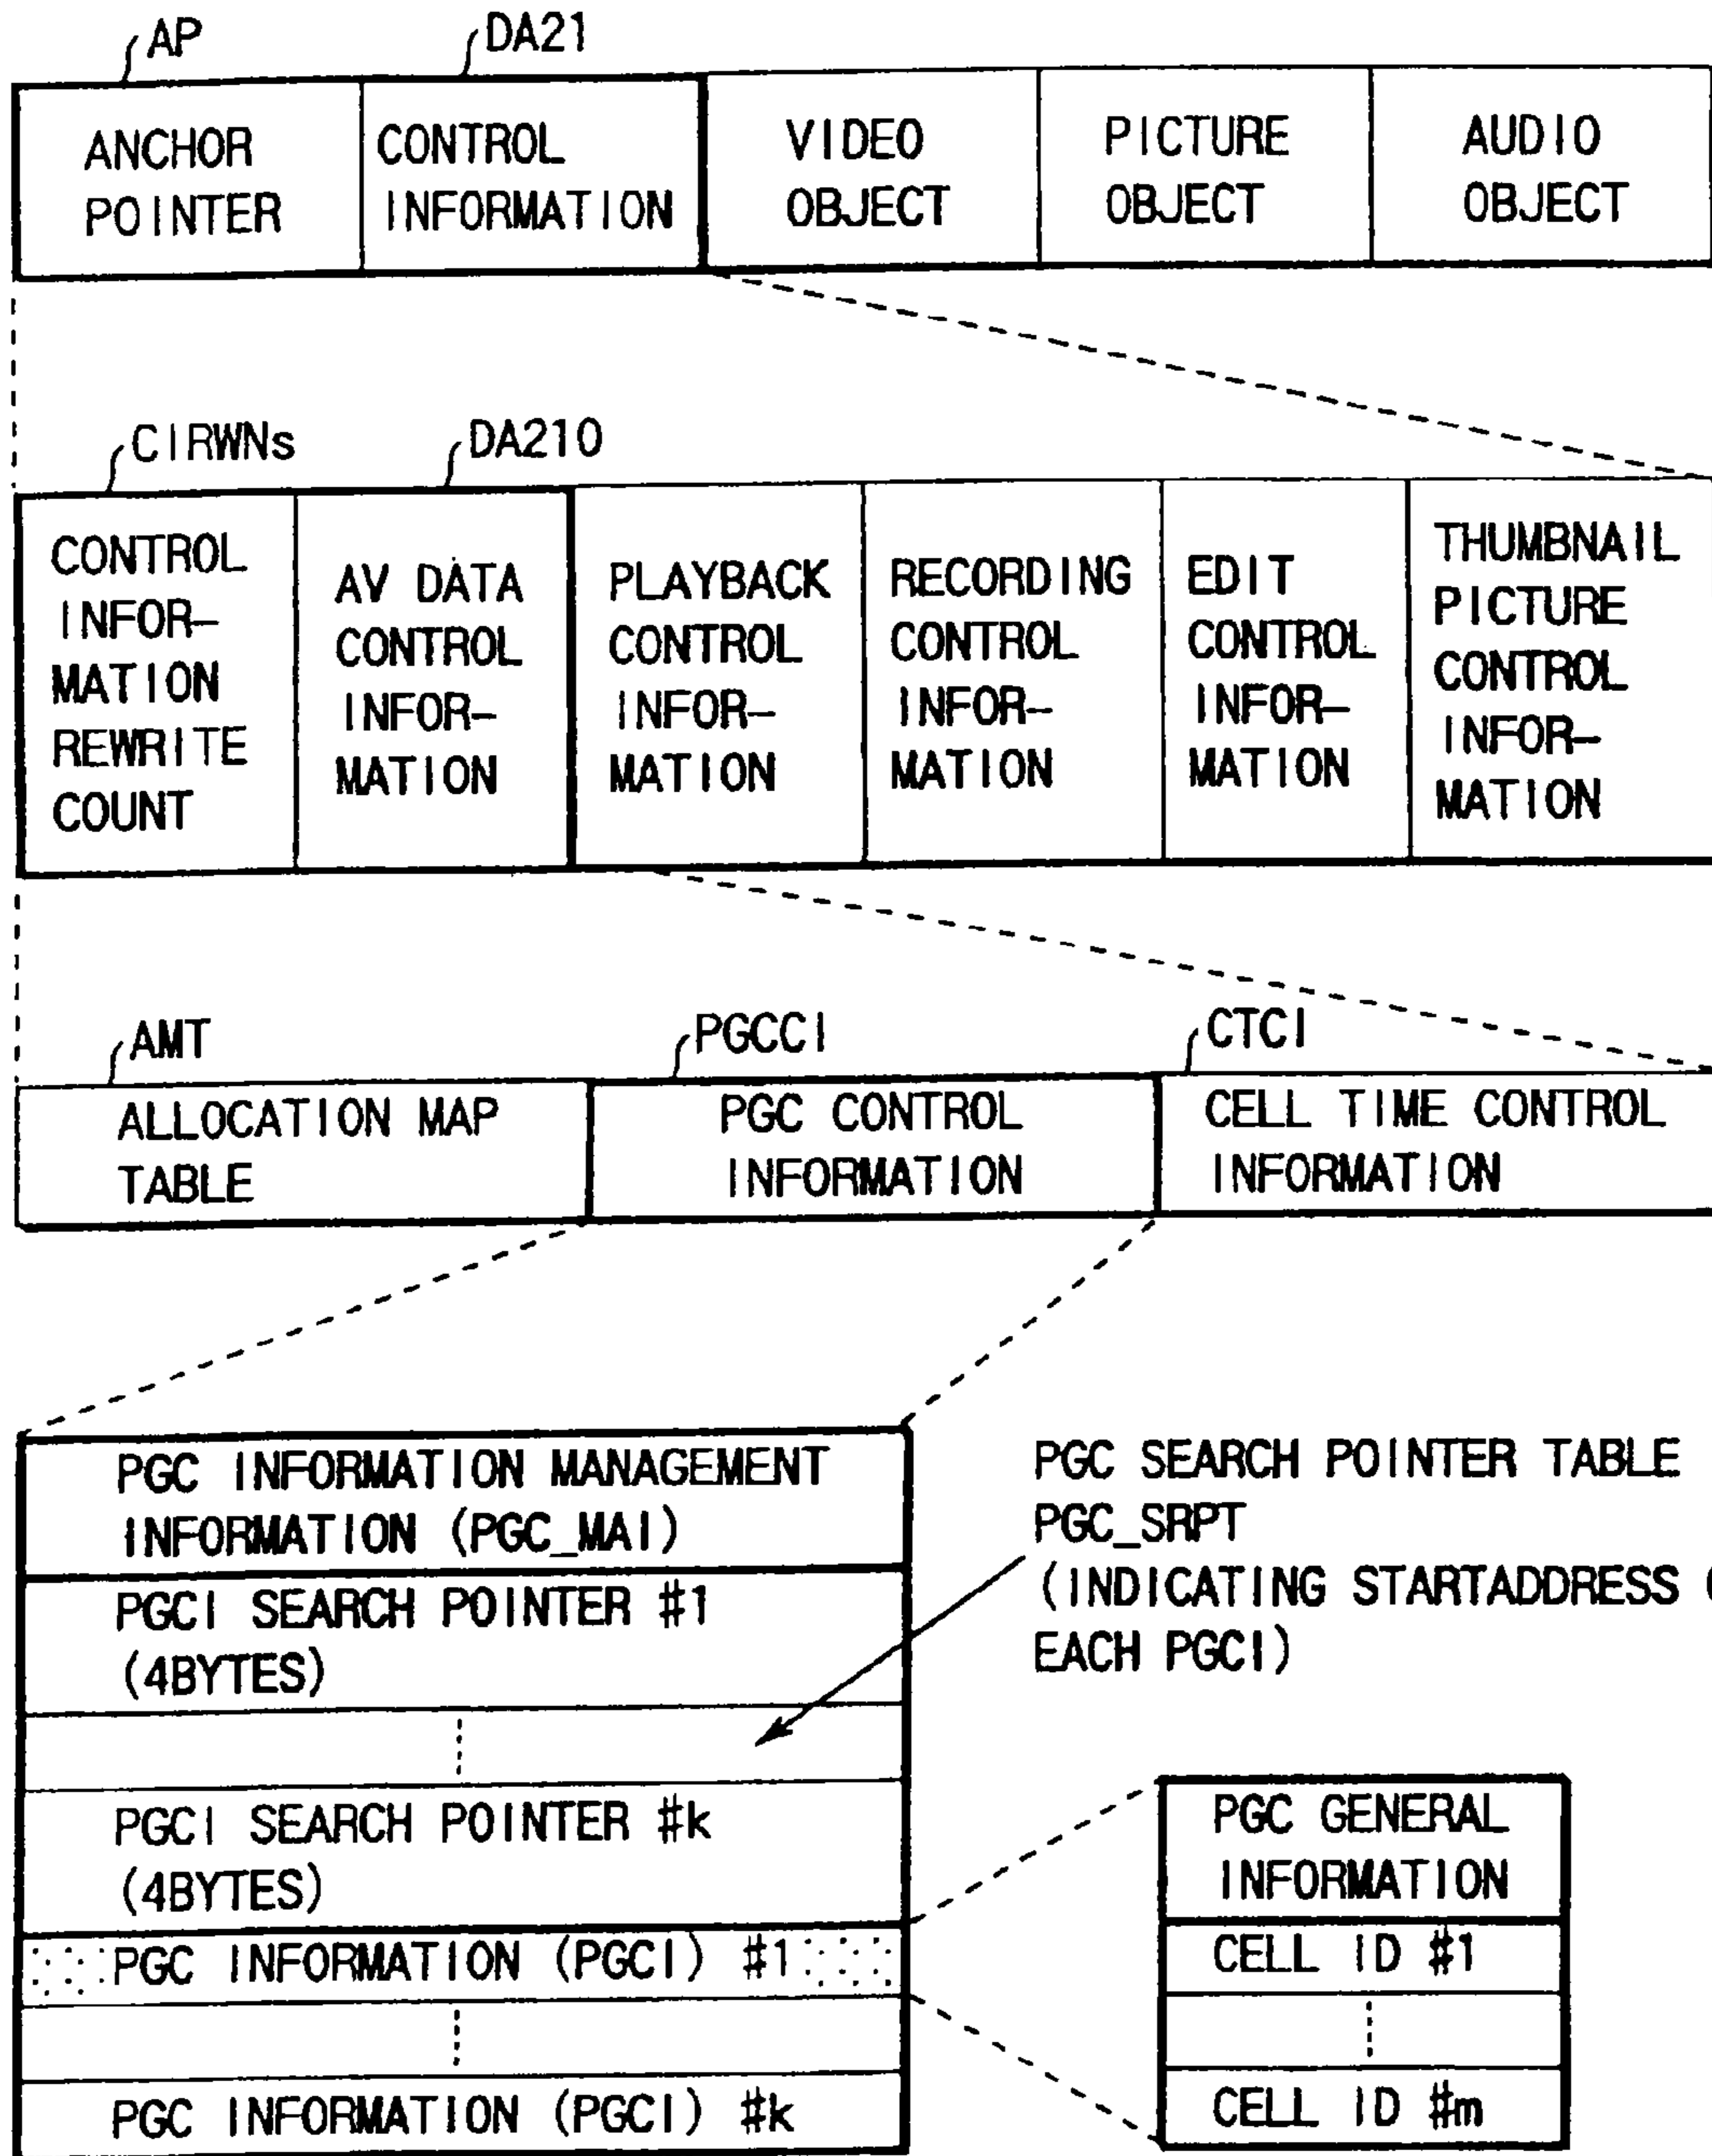 AP
DA21
ANCHOR
POINTER
CONTROL
INFORMATION
VIDEO
OBJECT
PICTURE
OBJECT
AUDIO
OBJECT
CIRWNs
DA210
CONTROL
INFOR-
MATION
REWRITE
COUNT
AV DATA
CONTROL
INFOR-
MATION
PLAYBACK
CONTROL
INFOR-
MATION
RECORDING
CONTROL
INFOR-
MATION
EDIT
CONTROL
INFOR-
MATION
THUMBNAIL
PICTURE
CONTROL
INFOR-
MATION
AMT
PGCCI
CTCI
ALLOCATION MAP
TABLE
PGC CONTROL
INFORMATION
CELL TIME CONTROL
INFORMATION
PGC INFORMATION MANAGEMENT
INFORMATION (PGC_MAI)
PGCI SEARCH POINTER #1
(4BYTES)
PGCI SEARCH POINTER #k
(4BYTES)
PGC INFORMATION (PGCI) #1
PGC INFORMATION (PGCI) #k
PGC SEARCH POINTER TABLE
PGC_SRPT
(INDICATING STARTADDRESS
EACH PGCI)
PGC GENERAL
INFORMATION
CELL ID #1
CELL ID #m